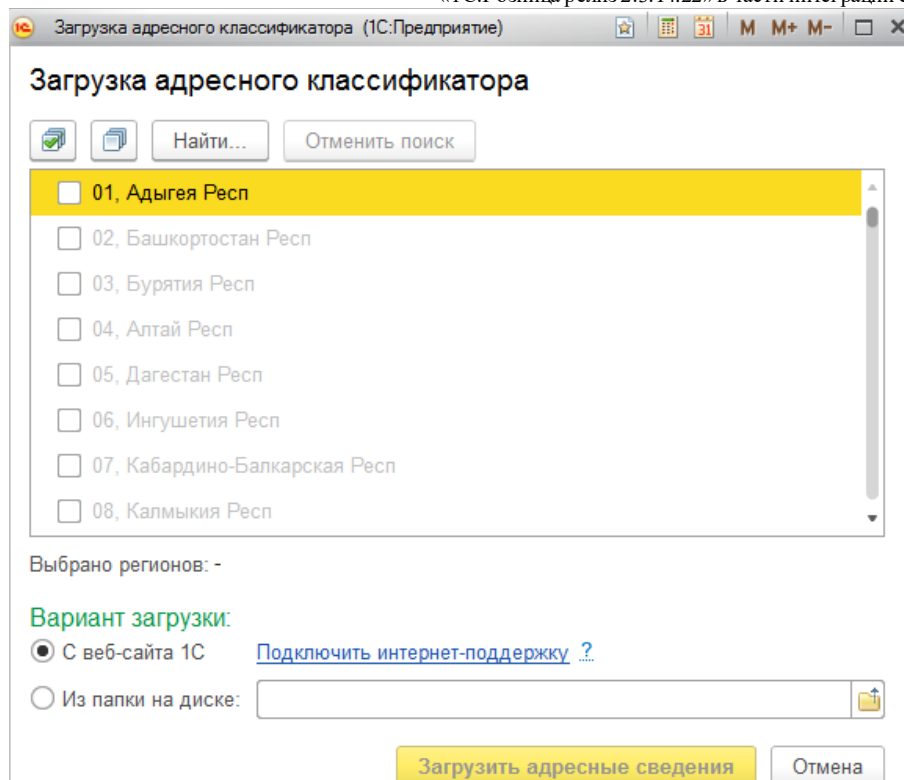 Загрузка адресного классификатора (1С:Предприятие) 31 M M+ M-
Загрузка адресного классификатора
Найти... Отменить поиск
01, Адыгея Респ
02, Башкортостан Респ
03, Бурятия Респ
04, Алтай Респ
05, Дагестан Респ
06, Ингушетия Респ
07, Кабардино-Балкарская Респ
08, Калмыкия Респ
Выбрано регионов: -
Вариант загрузки:
С веб-сайта 1С Подключить интернет-поддержку ?
Из папки на диске:
Загрузить адресные сведения Отмена